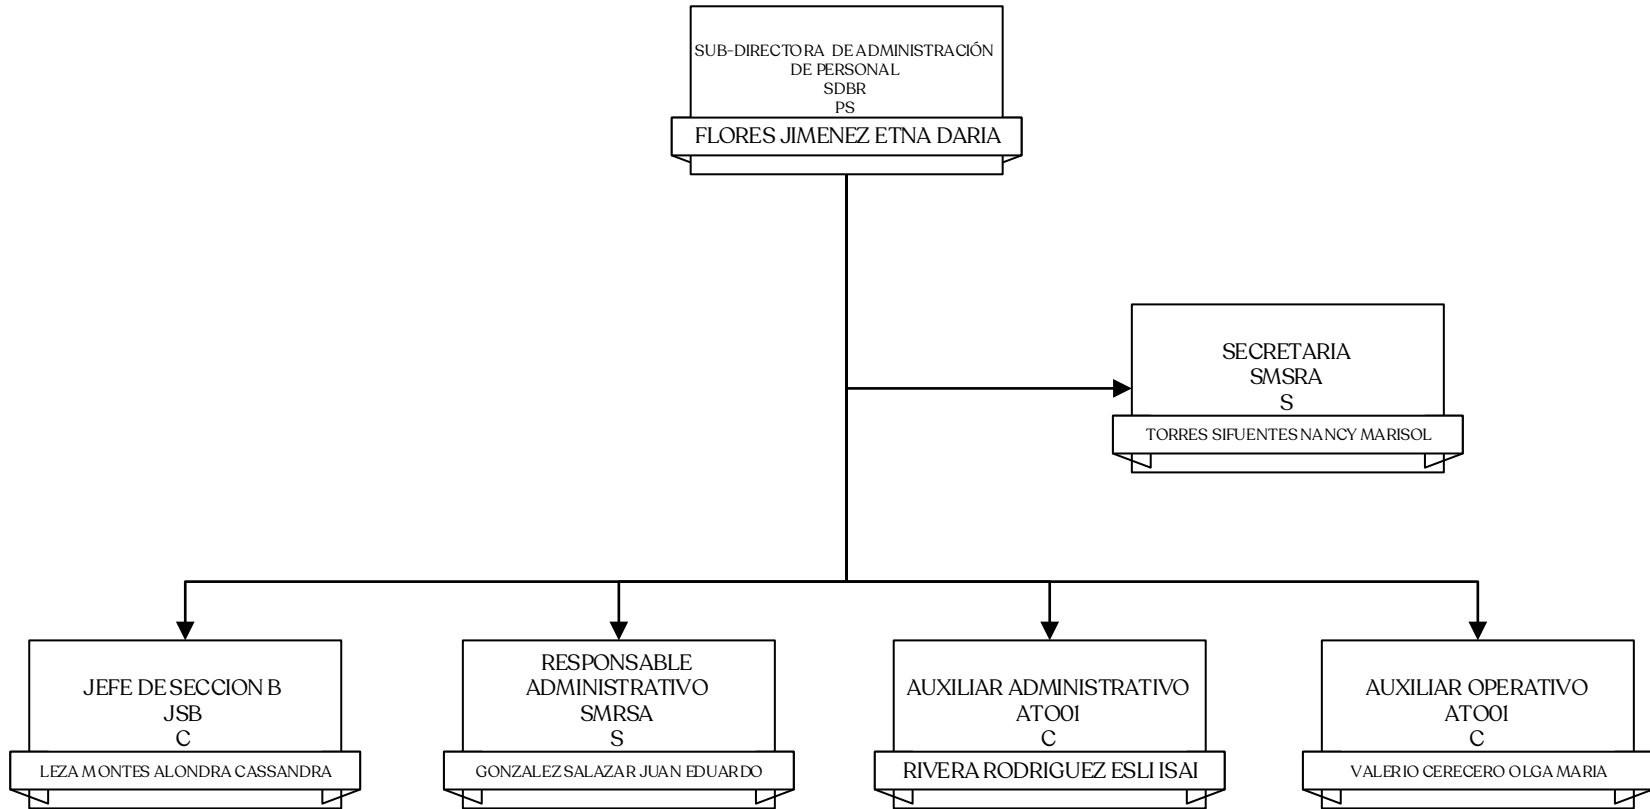 SUB-DIRECTORA DE ADMINISTRACIÓN
DE PERSONAL
SDBR
PS
FLORES JIMENEZ ETNA DARIA
SECRETARIA
SMSRA
S
TORRES SIFUENTES NANCY MARISOL
JEFE DE SECCION B
JSB
C
LEZA MONTES ALONDRA CASSANDRA
RESPONSABLE
ADMINISTRATIVO
SMRSA
S
GONZALEZ SALAZAR JUAN EDUARDO
AUXILIAR ADMINISTRATIVO
ATO01
C
RIVERA RODRIGUEZ ESLI ISAI
AUXILIAR OPERATIVO
ATO01
C
VALERIO CERECERO OLGA MARIA